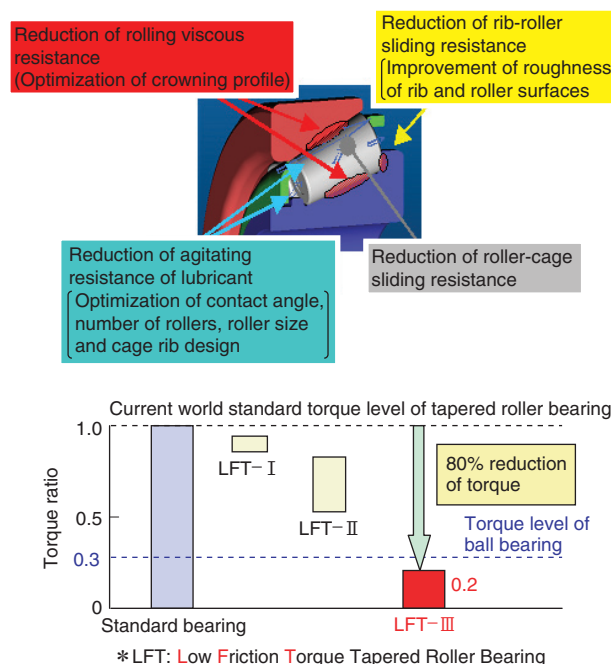 Reduction of rolling viscous
resistance
(Optimization of crowning profile)
Reduction of rib-roller
sliding resistance
(Improvement of roughness
of rib and roller surfaces)
Reduction of agitating
resistance of lubricant
(Optimization of contact angle,
number of rollers, roller size
and cage rib design)
Reduction of roller-cage
sliding resistance
Current world standard torque level of tapered roller bearing
Torque ratio
1.0
0.5
0.3
0
LFT-Ⅰ
LFT-Ⅱ
80% reduction
of torque
Torque level of
ball bearing
0.2
Standard bearing
LFT-Ⅲ
*LFT: Low Friction Torque Tapered Roller Bearing